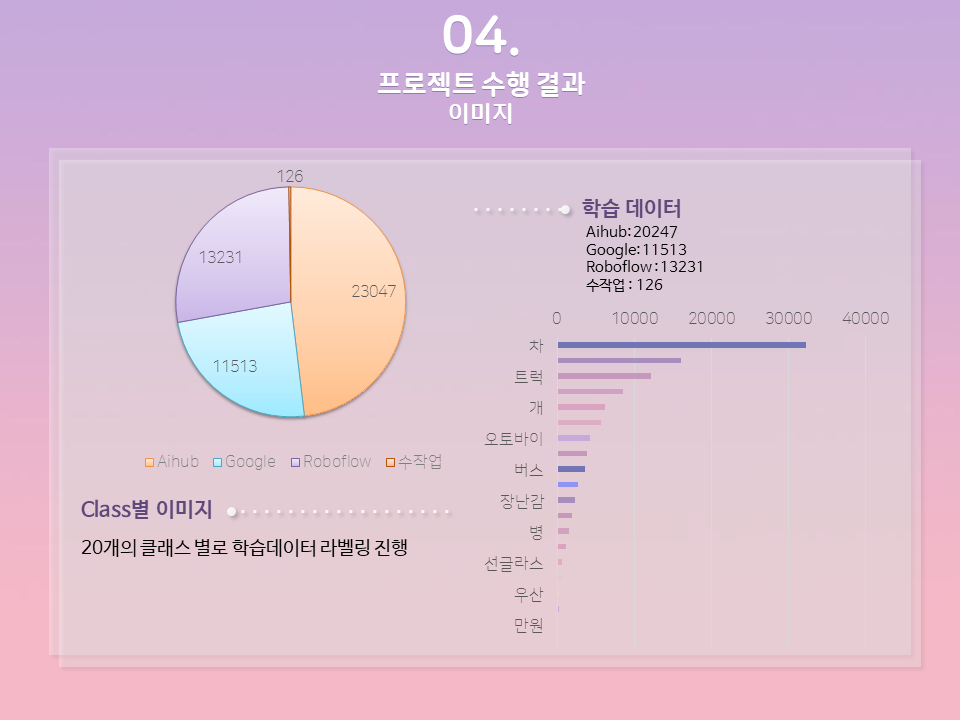 04.
프로젝트 수행 결과
이미지
126
13231
23047
11513
Aihub Google Roboflow 수작업
Class별 이미지
20개의 클래스 별로 학습데이터 라벨링 진행
학습 데이터
Aihub:20247
Google:11513
Roboflow :13231
수작업 : 126
0 10000 20000 30000 40000
차
트럭
개
오토바이
버스
장난감
병
선글라스
우산
만원